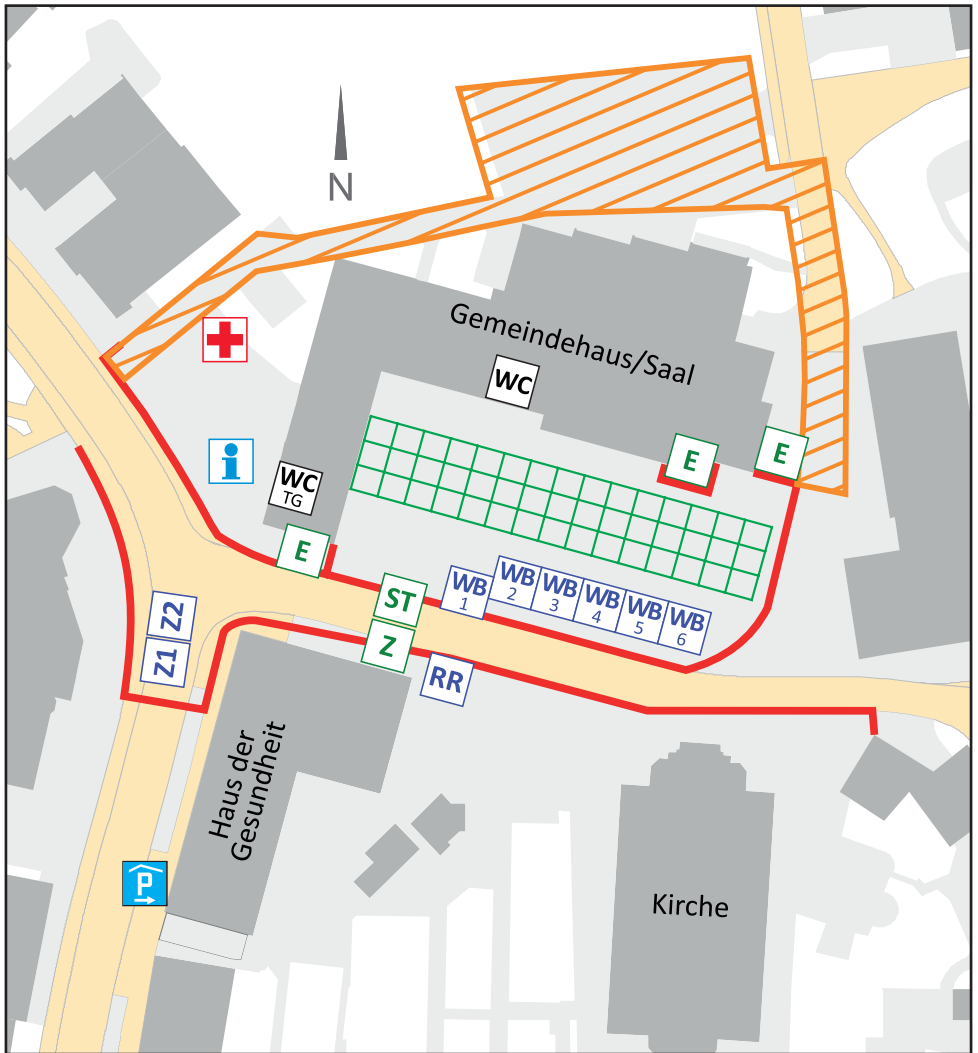 N
Gemeindehaus/Saal
WC
E
E
i
WC
TG
E
ST
WB
1
WB
2
WB
3
WB
4
WB
5
WB
6
Z2
Z1
Z
RR
Haus der
Gesundheit
P
Kirche